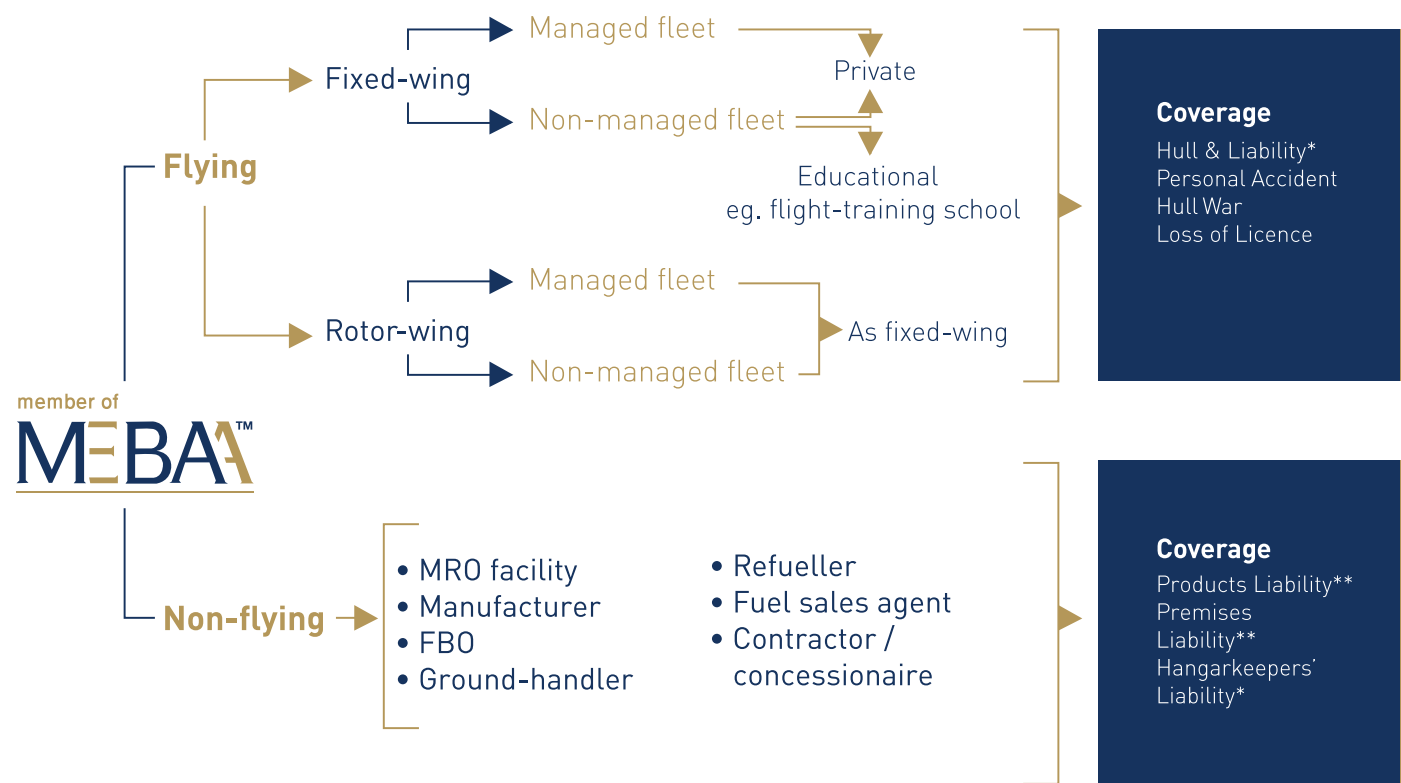 Managed fleet
Fixed-wing
Private
Non-managed fleet
Flying
Educational
eg. flight-training school
Managed fleet
Rotor-wing
As fixed-wing
Non-managed fleet
Coverage
Hull & Liability*
Personal Accident
Hull War
Loss of Licence
member of
MEBAA™
Non-flying
• MRO facility
• Manufacturer
• FBO
• Ground-handler
• Refueller
• Fuel sales agent
• Contractor /
concessionaire
Coverage
Products Liability**
Premises
Liability**
Hangarkeepers’
Liability*